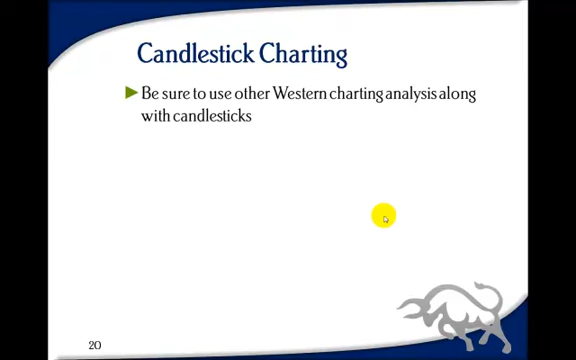 Candlestick Charting
Be sure to use other Western charting analysis along
with candlesticks
20